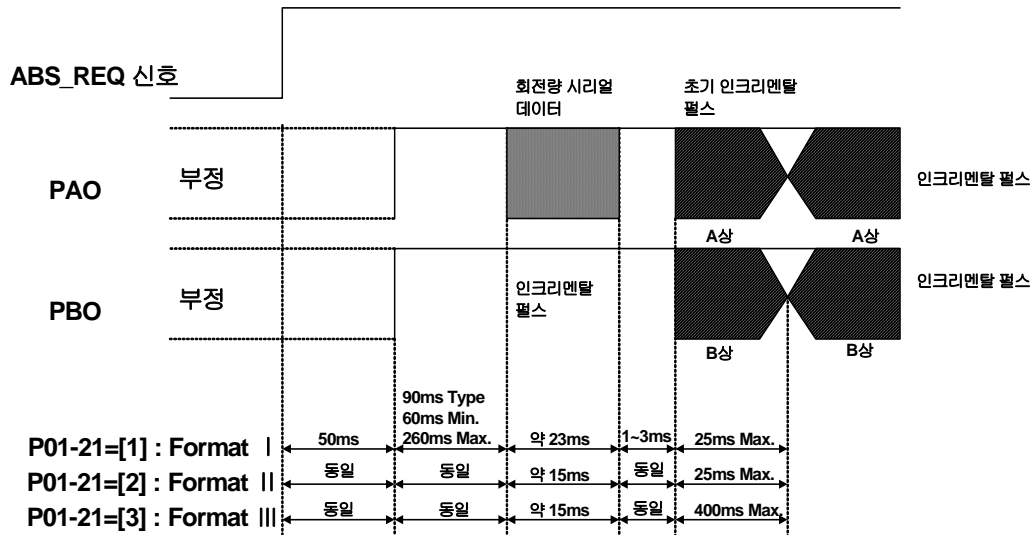 ABS_REQ 신호
회전량 시리얼
데이터
초기 인크리멘탈
펄스
PAO
부정
인크리멘탈 펄스
A상
A상
PBO
부정
인크리멘탈
펄스
인크리멘탈 펄스
B상
B상
90ms Type
60ms Min.
260ms Max.
P01-21=[1] : Format Ⅰ
50ms
약 23ms
1~3ms
25ms Max.
P01-21=[2] : Format Ⅱ
동일
동일
약 15ms
동일
25ms Max.
P01-21=[3] : Format Ⅲ
동일
동일
약 15ms
동일
400ms Max.